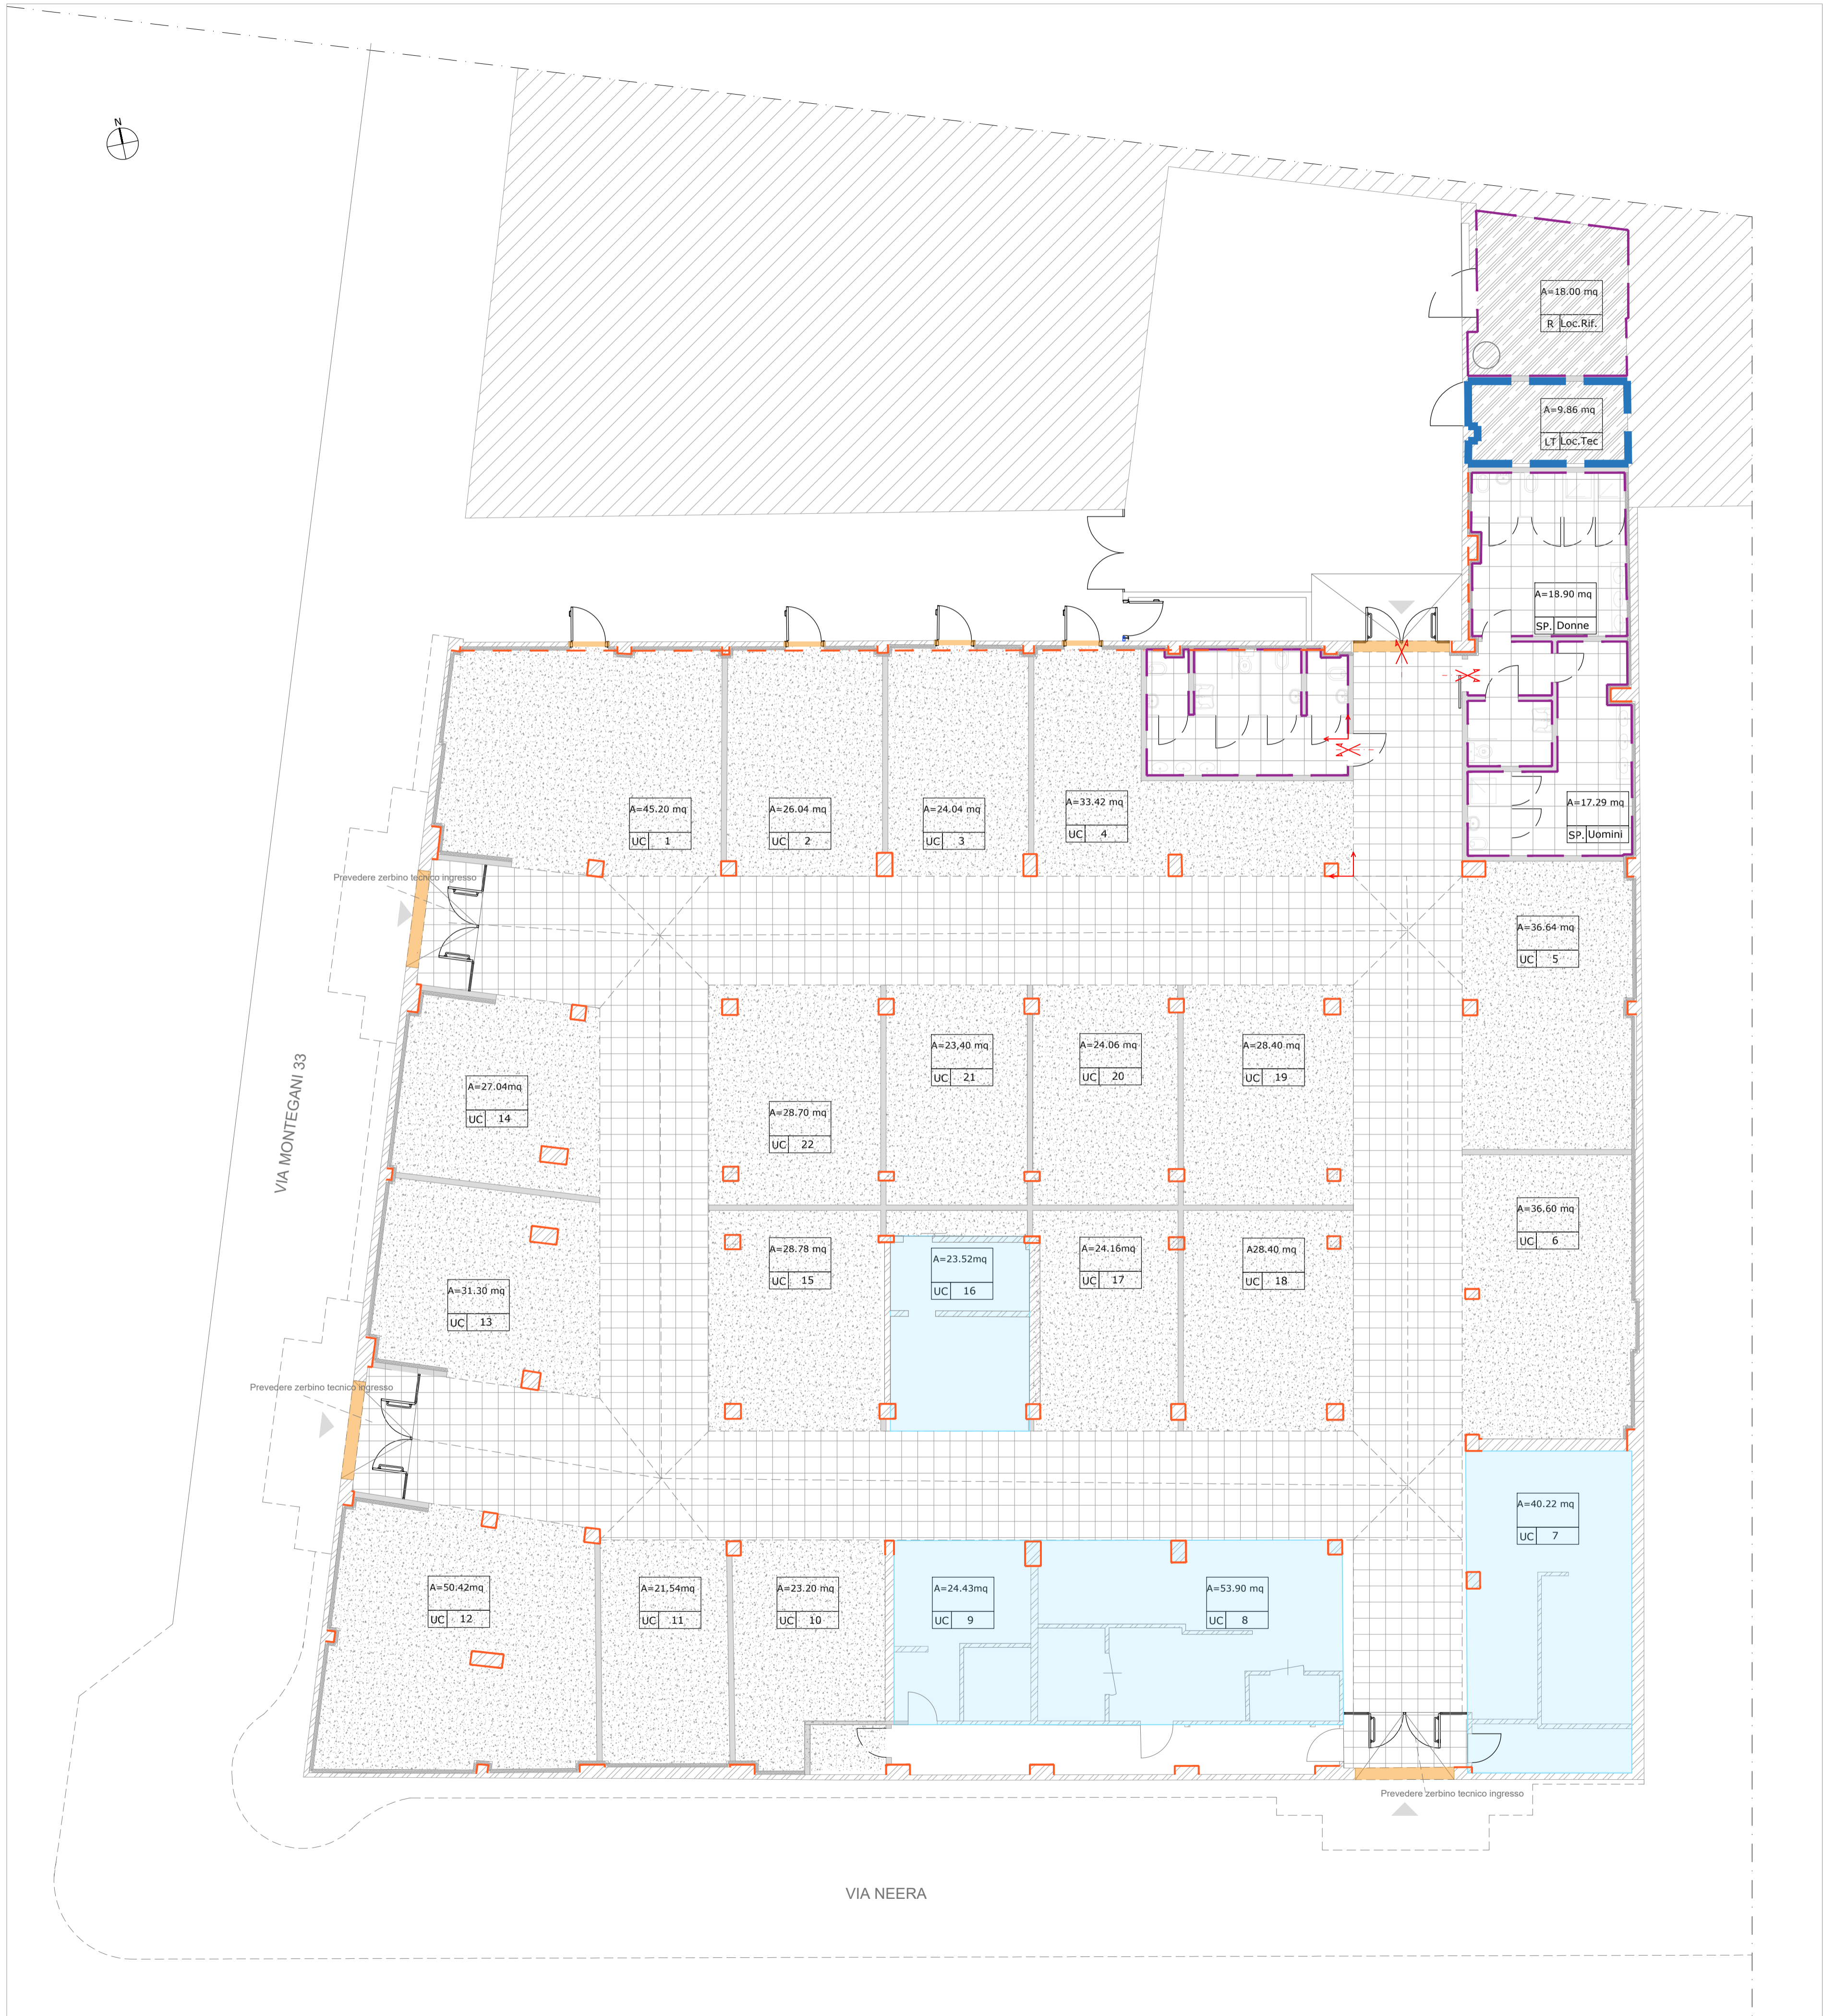 N
A=18.00 mq
R Loc.Rif.
A=9.86 mq
LT Loc.Tec
A=18.90 mq
SP. Donne
A=45.20 mq
UC 1
A=26.04 mq
UC 2
A=24,04 mq
UC 3
A=33.42 mq
UC 4
A=17.29 mq
SP. Uomini
Prevedere zerbino tecnico ingresso
A=36.64 mq
UC 5
VIA MONTEGANI 33
A=27.04mq
UC 14
A=28.70 mq
UC 22
A=23,40 mq
UC 21
A=24.06 mq
UC 20
A=28.40 mq
UC 19
A=31.30 mq
UC 13
A=28.78 mq
UC 15
A=23.52mq
UC 16
A=24.16mq
UC 17
A28.40 mq
UC 18
A=36.60 mq
UC 6
Prevedere zerbino tecnico ingresso
A=50.42mq
UC 12
A=21,54mq
UC 11
A=23.20 mq
UC 10
A=24.43mq
UC 9
A=53.90 mq
UC 8
A=40.22 mq
UC 7
Prevedere zerbino tecnico ingresso
VIA NEERA